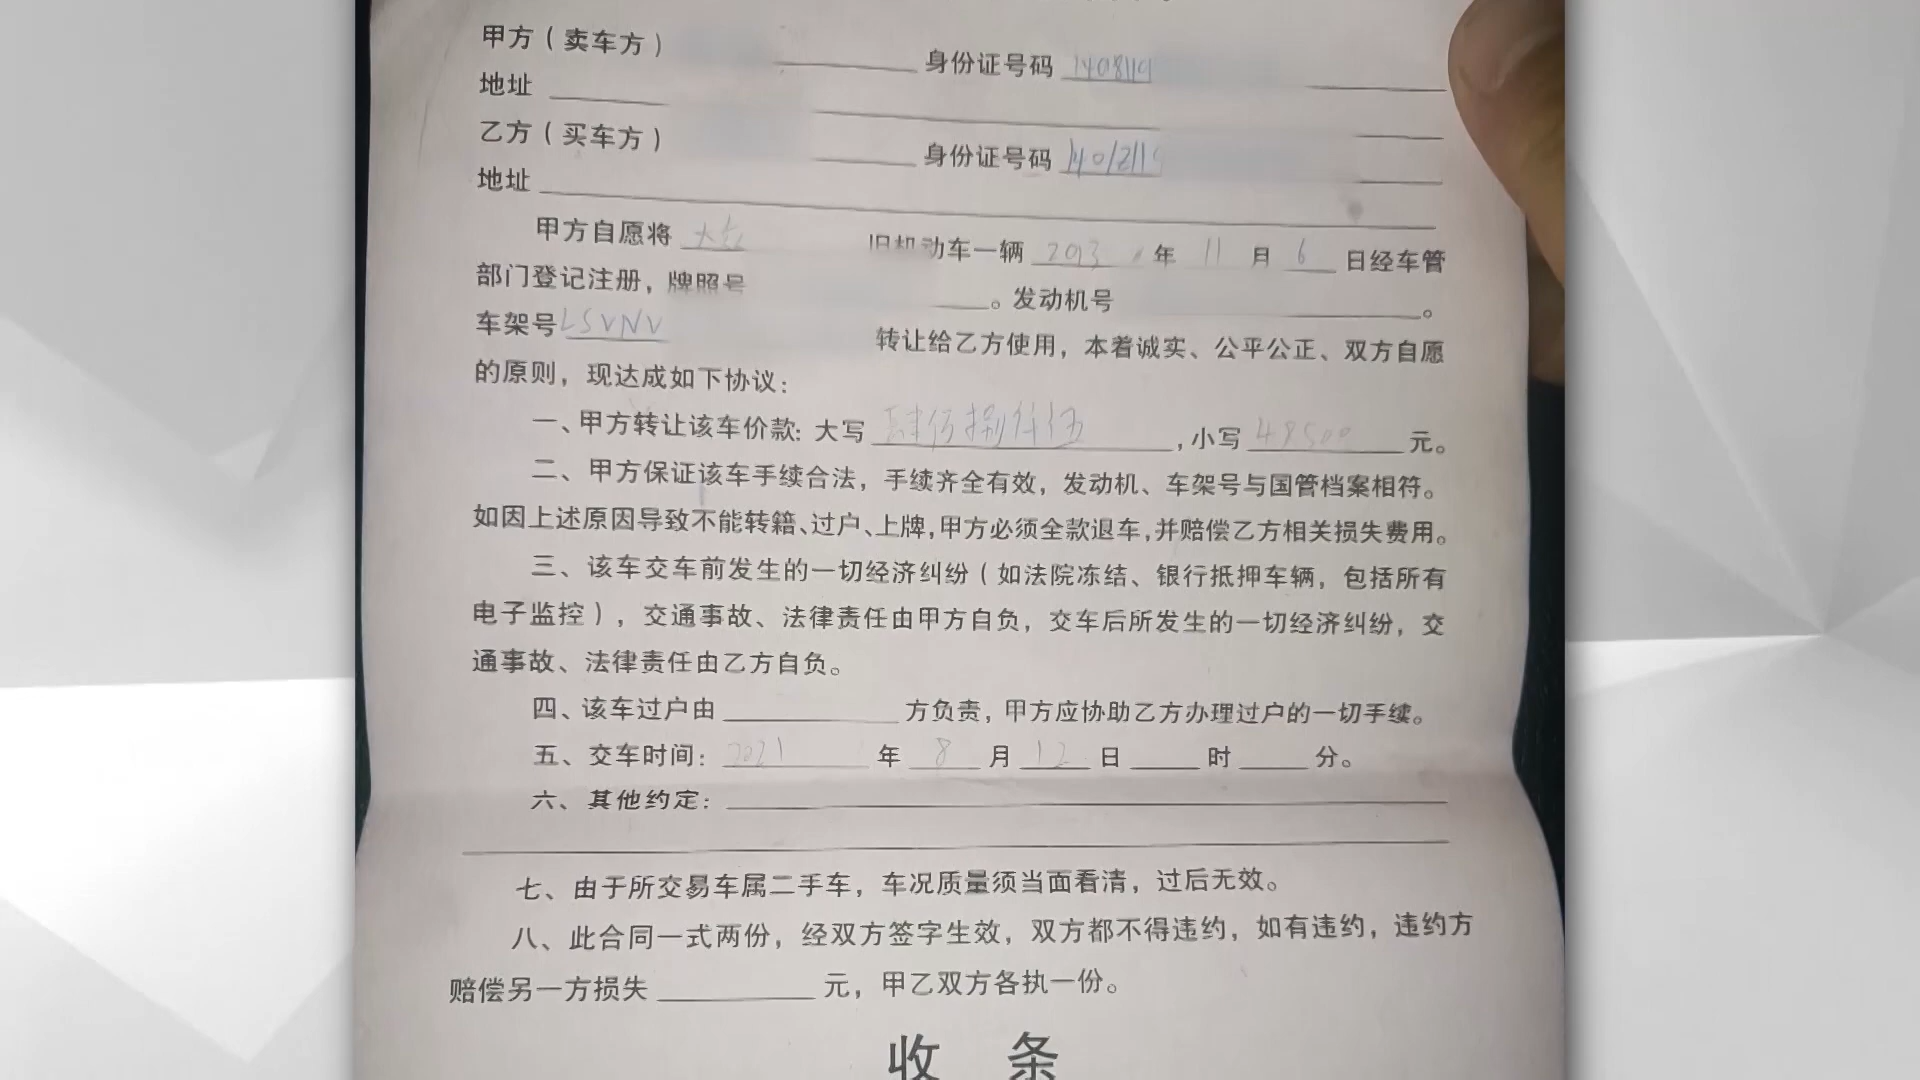 甲方（卖车方） 身份证号码 1408110
地址
乙方（买车方） 身份证号码 1401211
地址
甲方自愿将 大众 旧机动车一辆 2013 年 11 月 6 日经车管
部门登记注册，牌照号 。发动机号 。
车架号LSVNV 转让给乙方使用，本着诚实、公平公正、双方自愿
的原则，现达成如下协议：
一、甲方转让该车价款：大写 肆佰捌仟伍 ，小写 48500 元。
二、甲方保证该车手续合法，手续齐全有效，发动机、车架号与国管档案相符。
如因上述原因导致不能转籍、过户、上牌，甲方必须全款退车，并赔偿乙方相关损失费用。
三、该车交车前发生的一切经济纠纷（如法院冻结、银行抵押车辆，包括所有
电子监控），交通事故、法律责任由甲方自负，交车后所发生的一切经济纠纷，交
通事故、法律责任由乙方自负。
四、该车过户由 方负责，甲方应协助乙方办理过户的一切手续。
五、交车时间：2021 年 8 月 12 日 时 分。
六、其他约定：
七、由于所交易车属二手车，车况质量须当面看清，过后无效。
八、此合同一式两份，经双方签字生效，双方都不得违约，如有违约，违约方
赔偿另一方损失 元，甲乙双方各执一份。
收 条